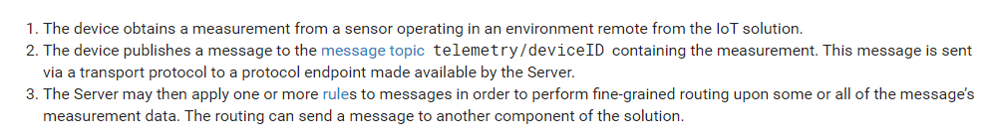 1. The device obtains a measurement from a sensor operating in an environment remote from the IoT solution.
2. The device publishes a message to the message topic telemetry/deviceID containing the measurement. This message is sent
via a transport protocol to a protocol endpoint made available by the Server.
3. The Server may then apply one or more rules to messages in order to perform fine-grained routing upon some or all of the message's
measurement data. The routing can send a message to another component of the solution.